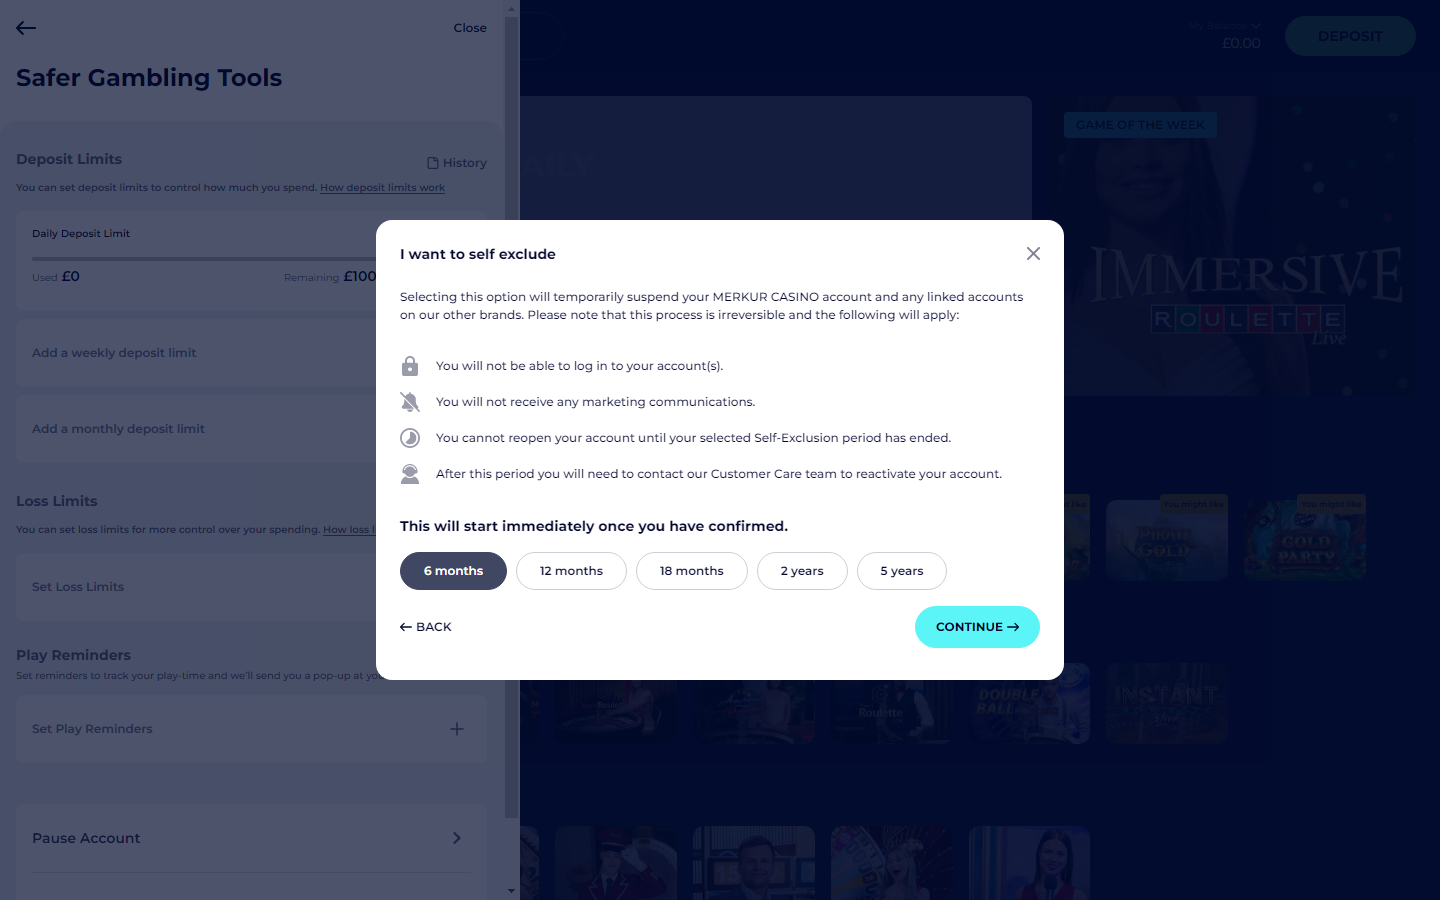 Close
Safer Gambling Tools
Deposit Limits
History
You can set deposit limits to control how much you spend. How deposit limits work
Daily Deposit Limit
Used £0
Remaining £100
Add a weekly deposit limit
Add a monthly deposit limit
Loss Limits
You can set loss limits for more control over your spending. How loss
Set Loss Limits
Play Reminders
Set reminders to track your play-time and we'll send you a pop-up at
Set Play Reminders
Pause Account
My Balance
£0.00
DEPOSIT
GAME OF THE WEEK
IMMERSIVE
ROULETTE
Live
I want to self exclude
Selecting this option will temporarily suspend your MERKUR CASINO account and any linked accounts
on our other brands. Please note that this process is irreversible and the following will apply:
You will not be able to log in to your account(s).
You will not receive any marketing communications.
You cannot reopen your account until your selected Self-Exclusion period has ended.
After this period you will need to contact our Customer Care team to reactivate your account.
This will start immediately once you have confirmed.
6 months
12 months
18 months
2 years
5 years
BACK
CONTINUE
like
You might like
You might like
GOLD
GOLD
PARTY
Roulette
DOUBLE
BALL
INSTANT